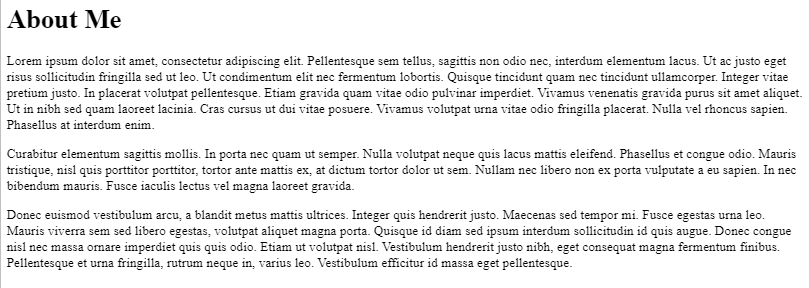 About Me
Lorem ipsum dolor sit amet, consectetur adipiscing elit. Pellentesque sem tellus, sagittis non odio nec, interdum elementum lacus. Ut ac justo eget
risus sollicitudin fringilla sed ut leo. Ut condimentum elit nec fermentum lobortis. Quisque tincidunt quam nec tincidunt ullamcorper. Integer vitae
pretium justo. In placerat volutpat pellentesque. Etiam gravida quam vitae odio pulvinar imperdiet. Vivamus venenatis gravida purus sit amet aliquet.
Ut in nibh sed quam laoreet lacinia. Cras cursus ut dui vitae posuere. Vivamus volutpat urna vitae odio fringilla placerat. Nulla vel rhoncus sapien.
Phasellus at interdum enim.
Curabitur elementum sagittis mollis. In porta nec quam ut semper. Nulla volutpat neque quis lacus mattis eleifend. Phasellus et congue odio. Mauris
tristique, nisl quis porttitor porttitor, tortor ante mattis ex, at dictum tortor dolor ut sem. Nullam nec libero non ex porta vulputate a eu sapien. In nec
bibendum mauris. Fusce iaculis lectus vel magna laoreet gravida.
Donec euismod vestibulum arcu, a blandit metus mattis ultrices. Integer quis hendrerit justo. Maecenas sed tempor mi. Fusce egestas urna leo.
Mauris viverra sem sed libero egestas, volutpat aliquet magna porta. Quisque id diam sed ipsum interdum sollicitudin id quis augue. Donec congue
nisl nec massa ornare imperdiet quis quis odio. Etiam ut volutpat nisl. Vestibulum hendrerit justo nibh, eget consequat magna fermentum finibus.
Pellentesque et urna fringilla, rutrum neque in, varius leo. Vestibulum efficitur id massa eget pellentesque.